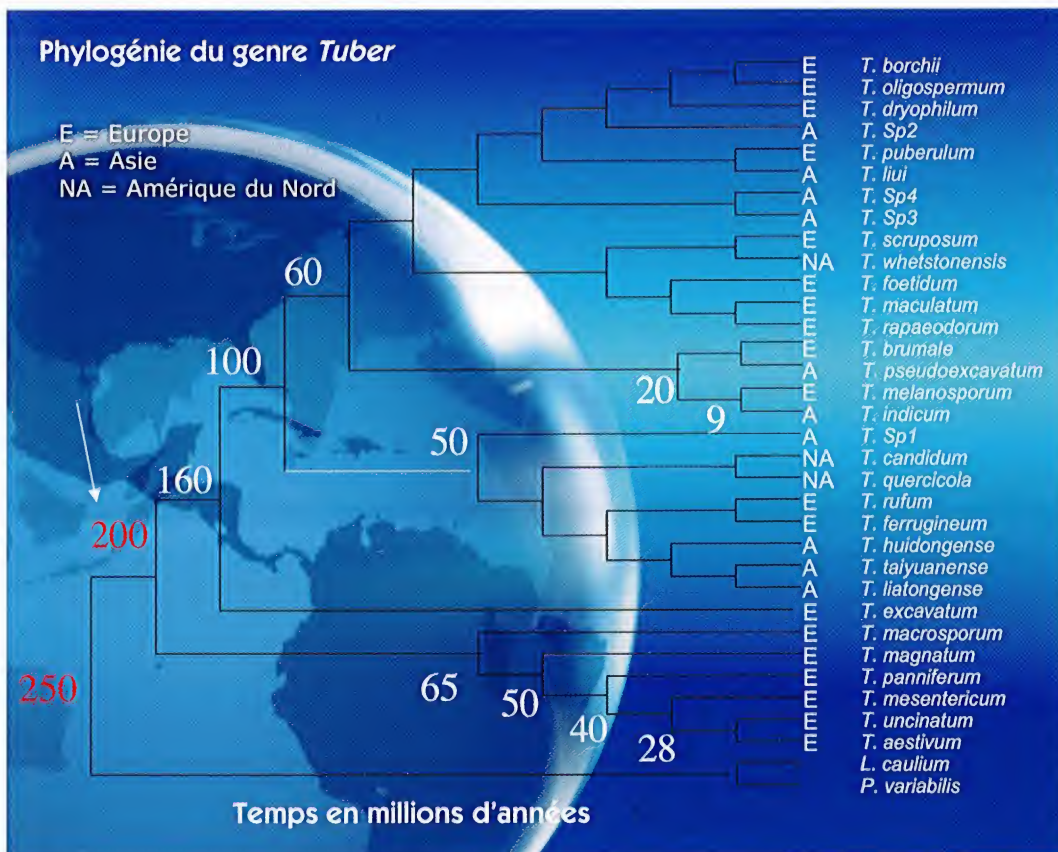 Phylogénie du genre Tuber
E = Europe
A = Asie
NA = Amérique du Nord
E T. borchii
E T. oligospermum
E T. dryophilum
A T. Sp2
E T. puberulum
A T. liui
A T. Sp4
A T. Sp3
E T. scruposum
NA T. whetstonensis
E T. foetidum
E T. maculatum
E T. rapaeodorum
E T. brumale
A T. pseudoexcavatum
E T. melanosporum
A T. indicum
A T. Sp1
NA T. candidum
NA T. quercicola
E T. rufum
E T. ferrugineum
A T. huidongense
A T. taiyuanense
A T. liatongense
E T. excavatum
E T. macrosporum
E T. magnatum
E T. panniferum
E T. mesentericum
E T. uncinatum
E T. aestivum
L. caulium
P. variabilis
60
100
20
9
50
160
200
65
250
50
40
28
Temps en millions d'années